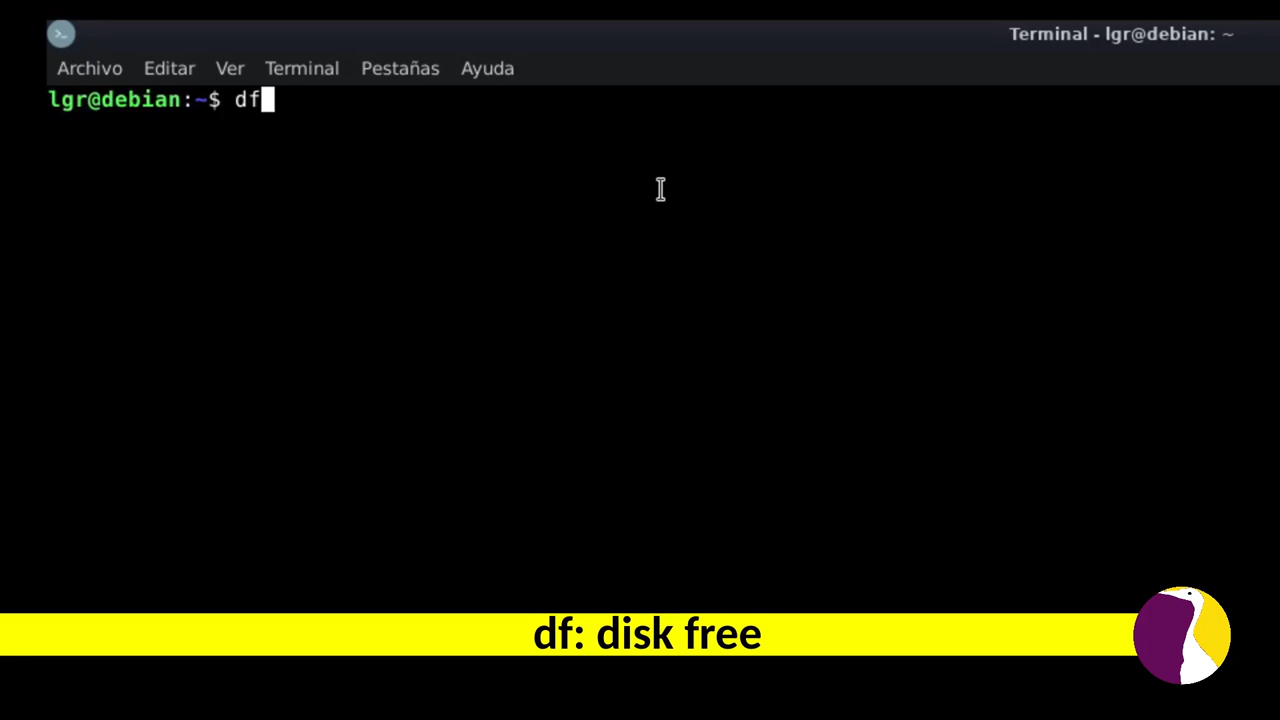 Terminal - lgr@debian: ~
Archivo Editar Ver Terminal Pestañas Ayuda
lgr@debian:~$ df
df: disk free